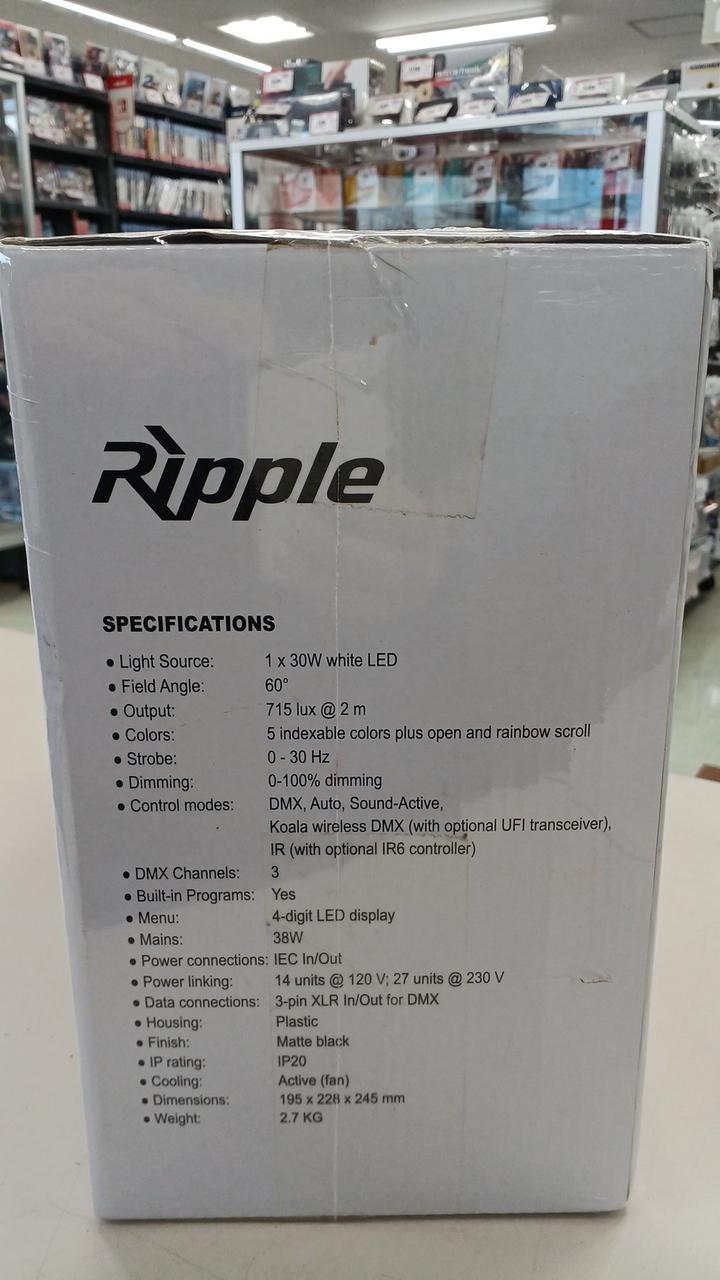 Ripple
SPECIFICATIONS
• Light Source: 1 x 30W white LED
• Field Angle: 60°
• Output: 715 lux @ 2 m
• Colors: 5 indexable colors plus open and rainbow scroll
• Strobe: 0 - 30 Hz
• Dimming: 0-100% dimming
• Control modes: DMX, Auto, Sound-Active,
Koala wireless DMX (with optional UFI transceiver),
IR (with optional IR6 controller)
• DMX Channels: 3
• Built-in Programs: Yes
• Menu: 4-digit LED display
• Mains: 38W
• Power connections: IEC In/Out
• Power linking: 14 units @ 120 V; 27 units @ 230 V
• Data connections: 3-pin XLR In/Out for DMX
• Housing: Plastic
• Finish: Matte black
• IP rating: IP20
• Cooling: Active (fan)
• Dimensions: 195 x 228 x 245 mm
• Weight: 2.7 KG